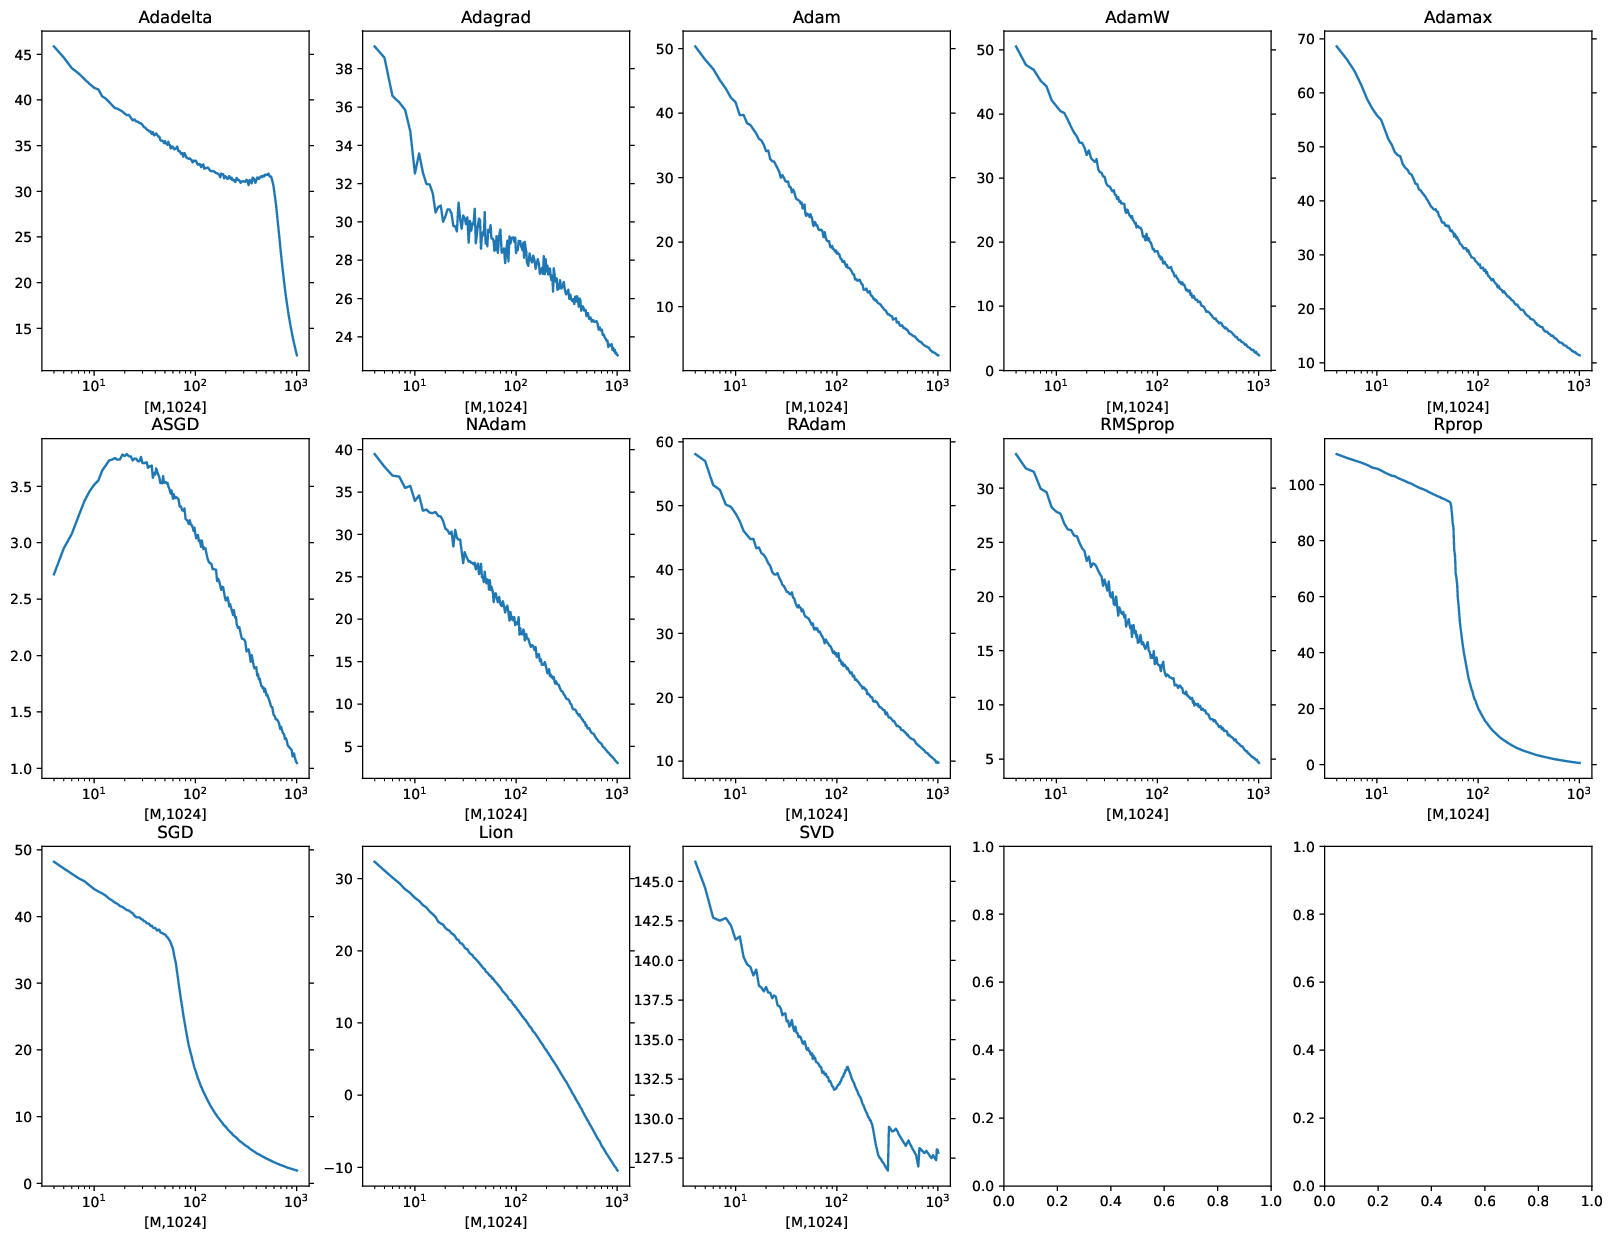 Adadelta Adagrad Adam AdamW Adamax
45 40 35 30 25 20 15
38 36 34 32 30 28 26 24
50 40 30 20 10
50 40 30 20 10 0
70 60 50 40 30 20 10
10¹ 10² 10³ 10¹ 10² 10³ 10¹ 10² 10³ 10¹ 10² 10³ 10¹ 10² 10³
[M,1024] [M,1024] [M,1024] [M,1024] [M,1024]
ASGD NAdam RAdam RMSprop Rprop
3.5 3.0 2.5 2.0 1.5 1.0
40 35 30 25 20 15 10 5
60 50 40 30 20 10
30 25 20 15 10 5
100 80 60 40 20 0
10¹ 10² 10³ 10¹ 10² 10³ 10¹ 10² 10³ 10¹ 10² 10³ 10¹ 10² 10³
[M,1024] [M,1024] [M,1024] [M,1024] [M,1024]
SGD Lion SVD
50 40 30 20 10 0
30 20 10 0 −10
145.0 142.5 140.0 137.5 135.0 132.5 130.0 127.5
1.0 0.8 0.6 0.4 0.2 0.0
1.0 0.8 0.6 0.4 0.2 0.0
10¹ 10² 10³ 10¹ 10² 10³ 10¹ 10² 10³ 0.0 0.2 0.4 0.6 0.8 1.0 0.0 0.2 0.4 0.6 0.8 1.0
[M,1024] [M,1024] [M,1024]